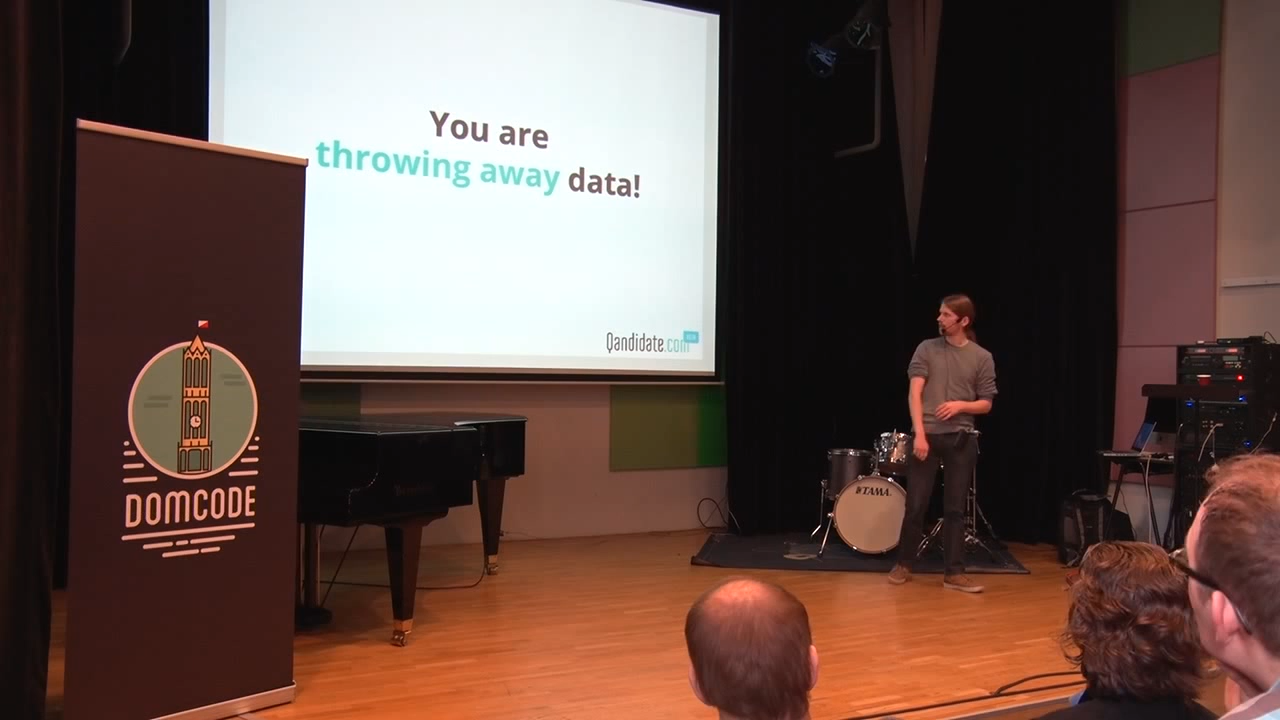 You are
throwing away data!
Qandidate.com
DOMCODE
TAMA